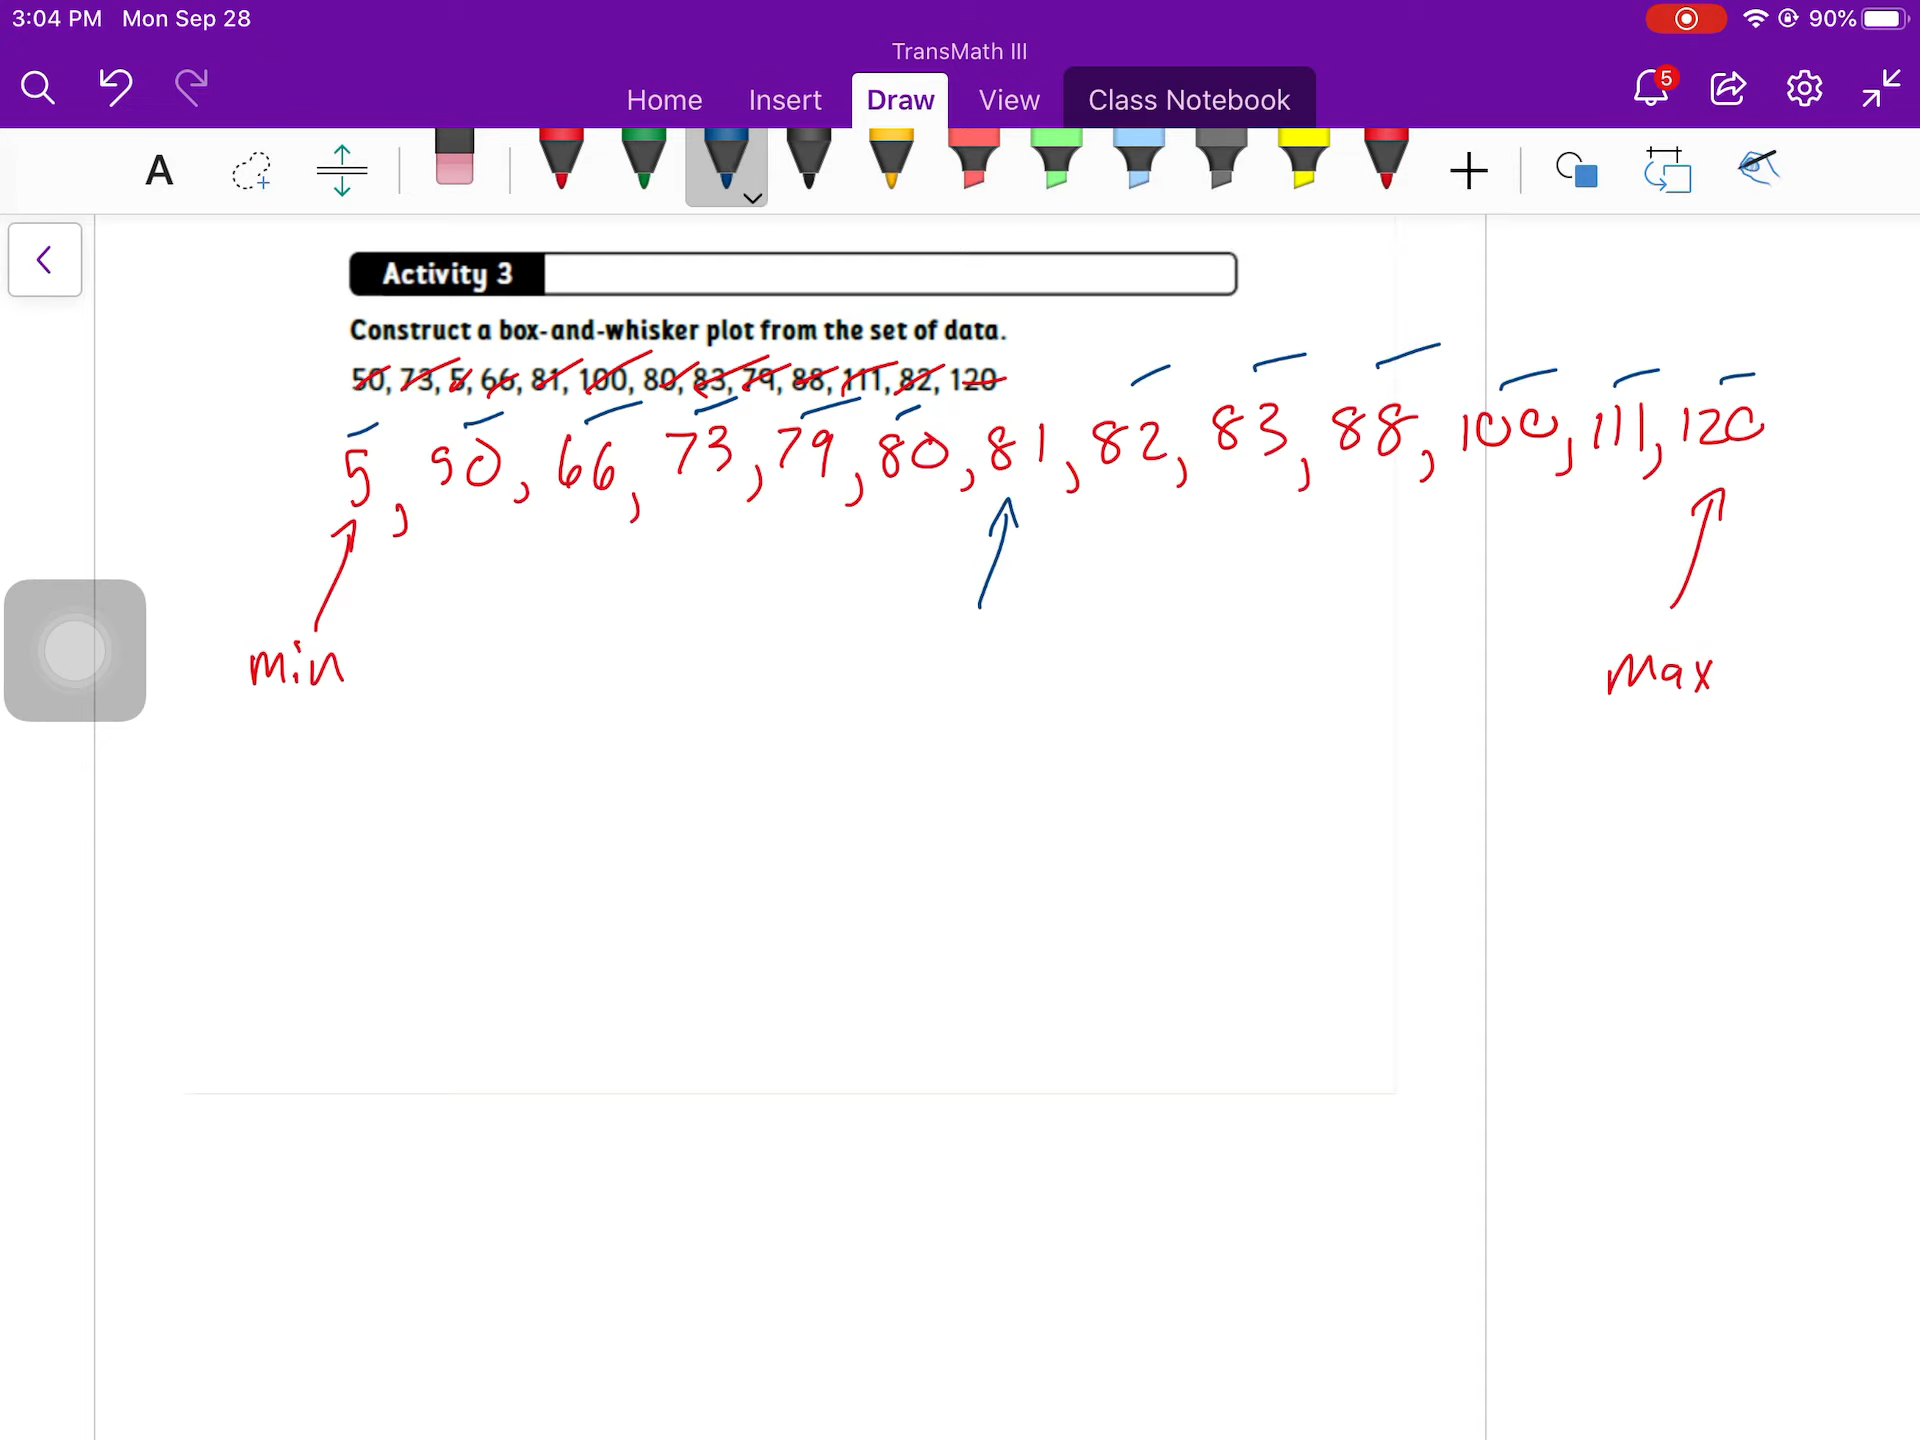 3:04 PM Mon Sep 28
90%
TransMath III
5
Home Insert Draw View Class Notebook
A
Activity 3
Construct a box-and-whisker plot from the set of data.
50, 73, 5, 66, 81, 100, 80, 83, 79, 88, 111, 82, 120
5, 50, 66, 73, 79, 80, 81, 82, 83, 88, 100, 111, 120
min
Max